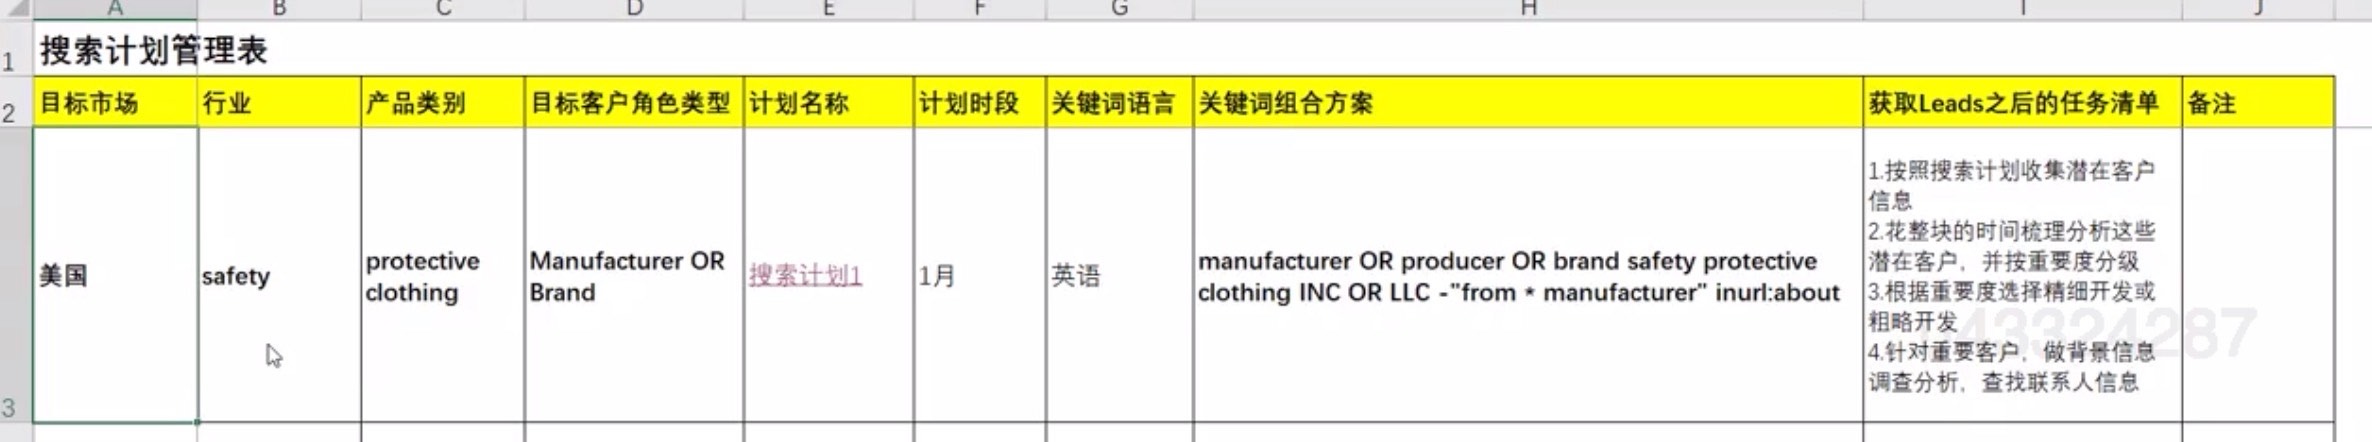 A B C D E F G H I J
1 搜索计划管理表
2 目标市场 行业 产品类别 目标客户角色类型 计划名称 计划时段 关键词语言 关键词组合方案 获取Leads之后的任务清单 备注
3
美国
safety
protective
clothing
Manufacturer OR
Brand
搜索计划1
1月
英语
manufacturer OR producer OR brand safety protective
clothing INC OR LLC -"from * manufacturer" inurl:about
1.按照搜索计划收集潜在客户
信息
2.花整块的时间梳理分析这些
潜在客户，并按重要度分级
3.根据重要度选择精细开发或
粗略开发
4.针对重要客户，做背景信息
调查分析，查找联系人信息